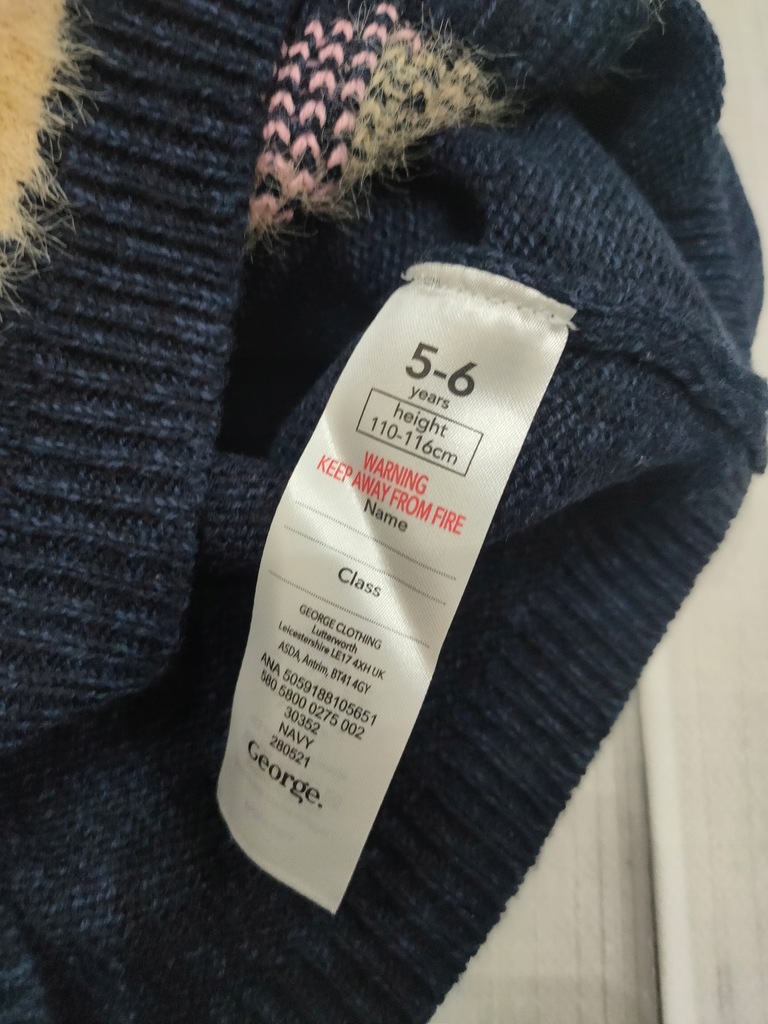 5-6
years
height
110-116cm
WARNING
KEEP AWAY FROM FIRE
Name
Class
GEORGE CLOTHING
Lutterworth
Leicestershire LE17 4XH UK
ASDA, Antrim, BT41 4GY
ANA 5059188105651
580 5800 0275 002
30352
NAVY
280521
George.